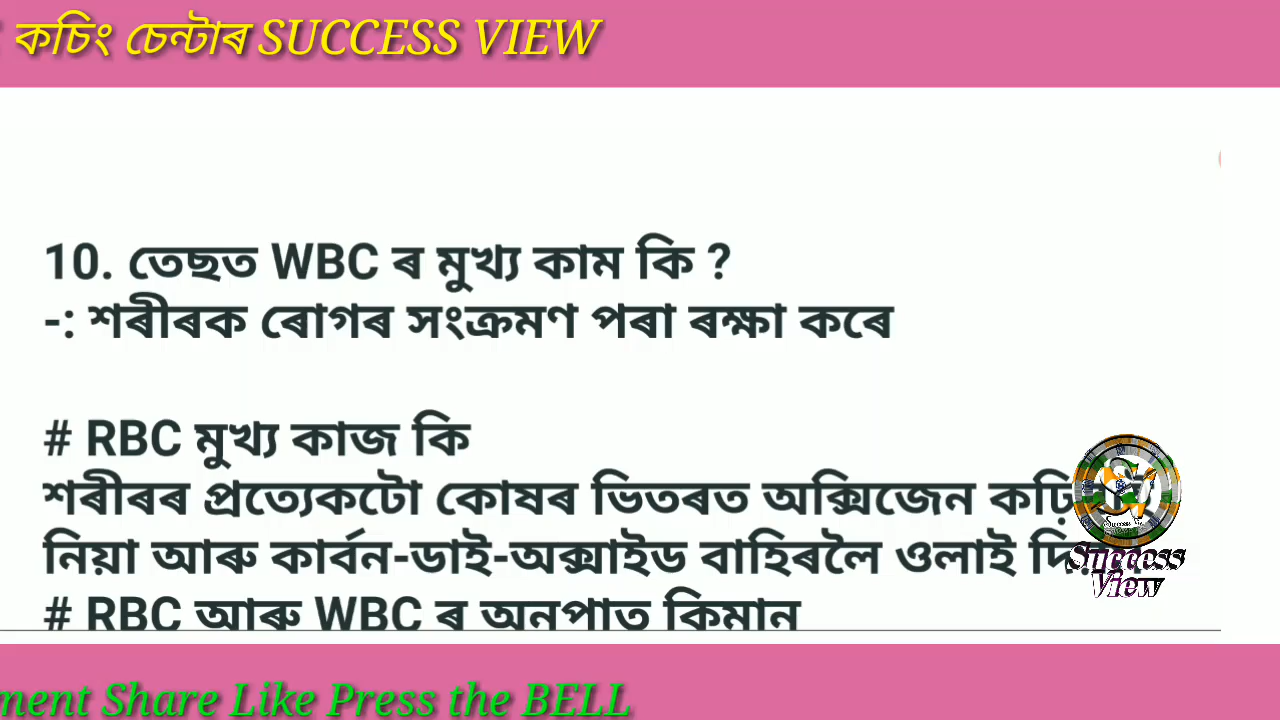 কচিং চেন্টাৰ SUCCESS VIEW
10. তেছত WBC ৰ মুখ্য কাম কি ?
-: শৰীৰক ৰোগৰ সংক্ৰমণ পৰা ৰক্ষা কৰে
# RBC মুখ্য কাজ কি
শৰীৰৰ প্ৰত্যেকটো কোষৰ ভিতৰত অক্সিজেন
নিয়া আৰু কাৰ্বন-ডাই-অক্সাইড বাহিৰলৈ ওলাই
# RBC আৰু WBC ৰ অনুপাত কিমান
Success
View
ment Share Like Press the BELL